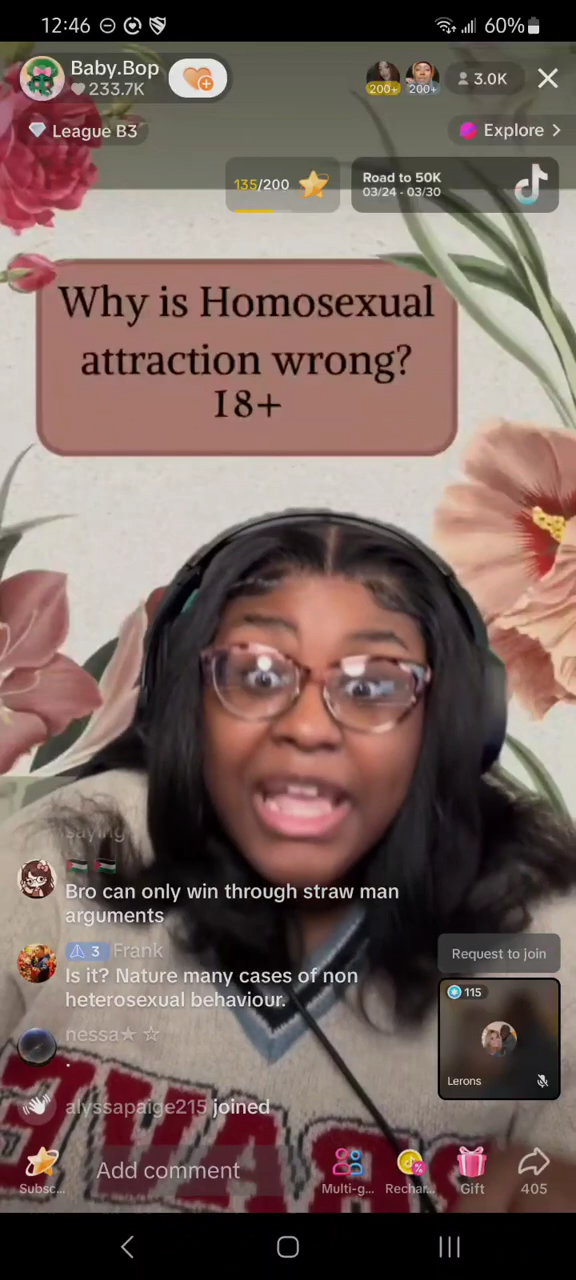 12:46
60%
Baby.Bop
233.7K
200+
200+
3.0K
League B3
Explore
135/200
Road to 50K
03/24 - 03/30
Why is Homosexual
attraction wrong?
18+
saying
Bro can only win through straw man
arguments
3 Frank
Is it? Nature many cases of non
heterosexual behaviour.
nessa★ ☆
.
alyssapaige215 joined
Request to join
115
Lerons
Add comment
Subsc...
Multi-g...
Rechar...
Gift
405